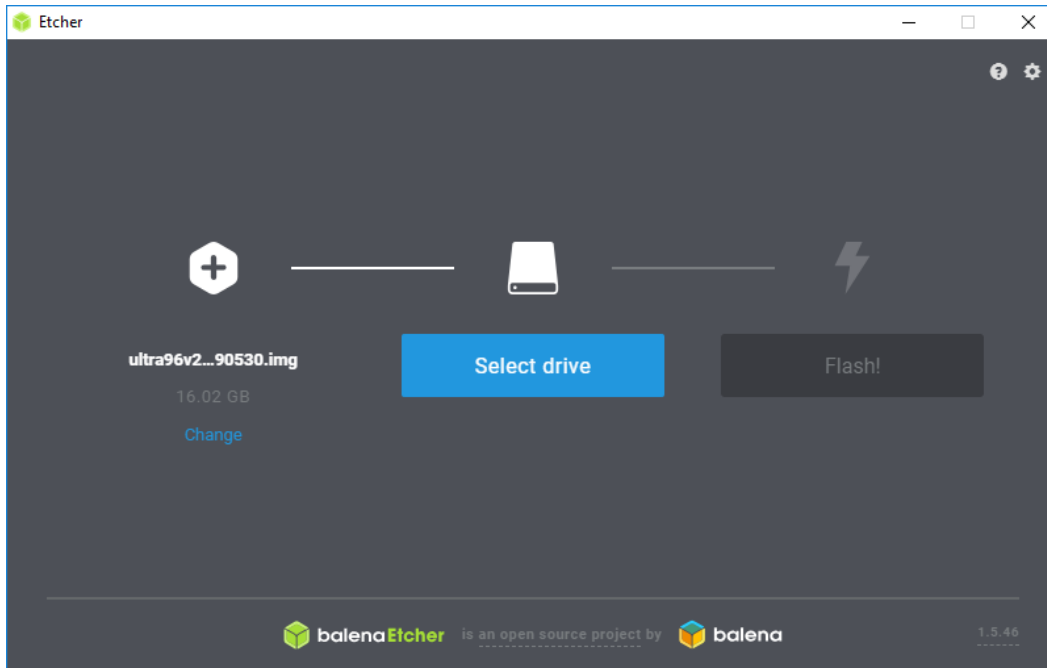 Etcher
ultra96v2...90530.img
16.02 GB
Change
Select drive
Flash!
balenaEtcher is an open source project by balena
1.5.46